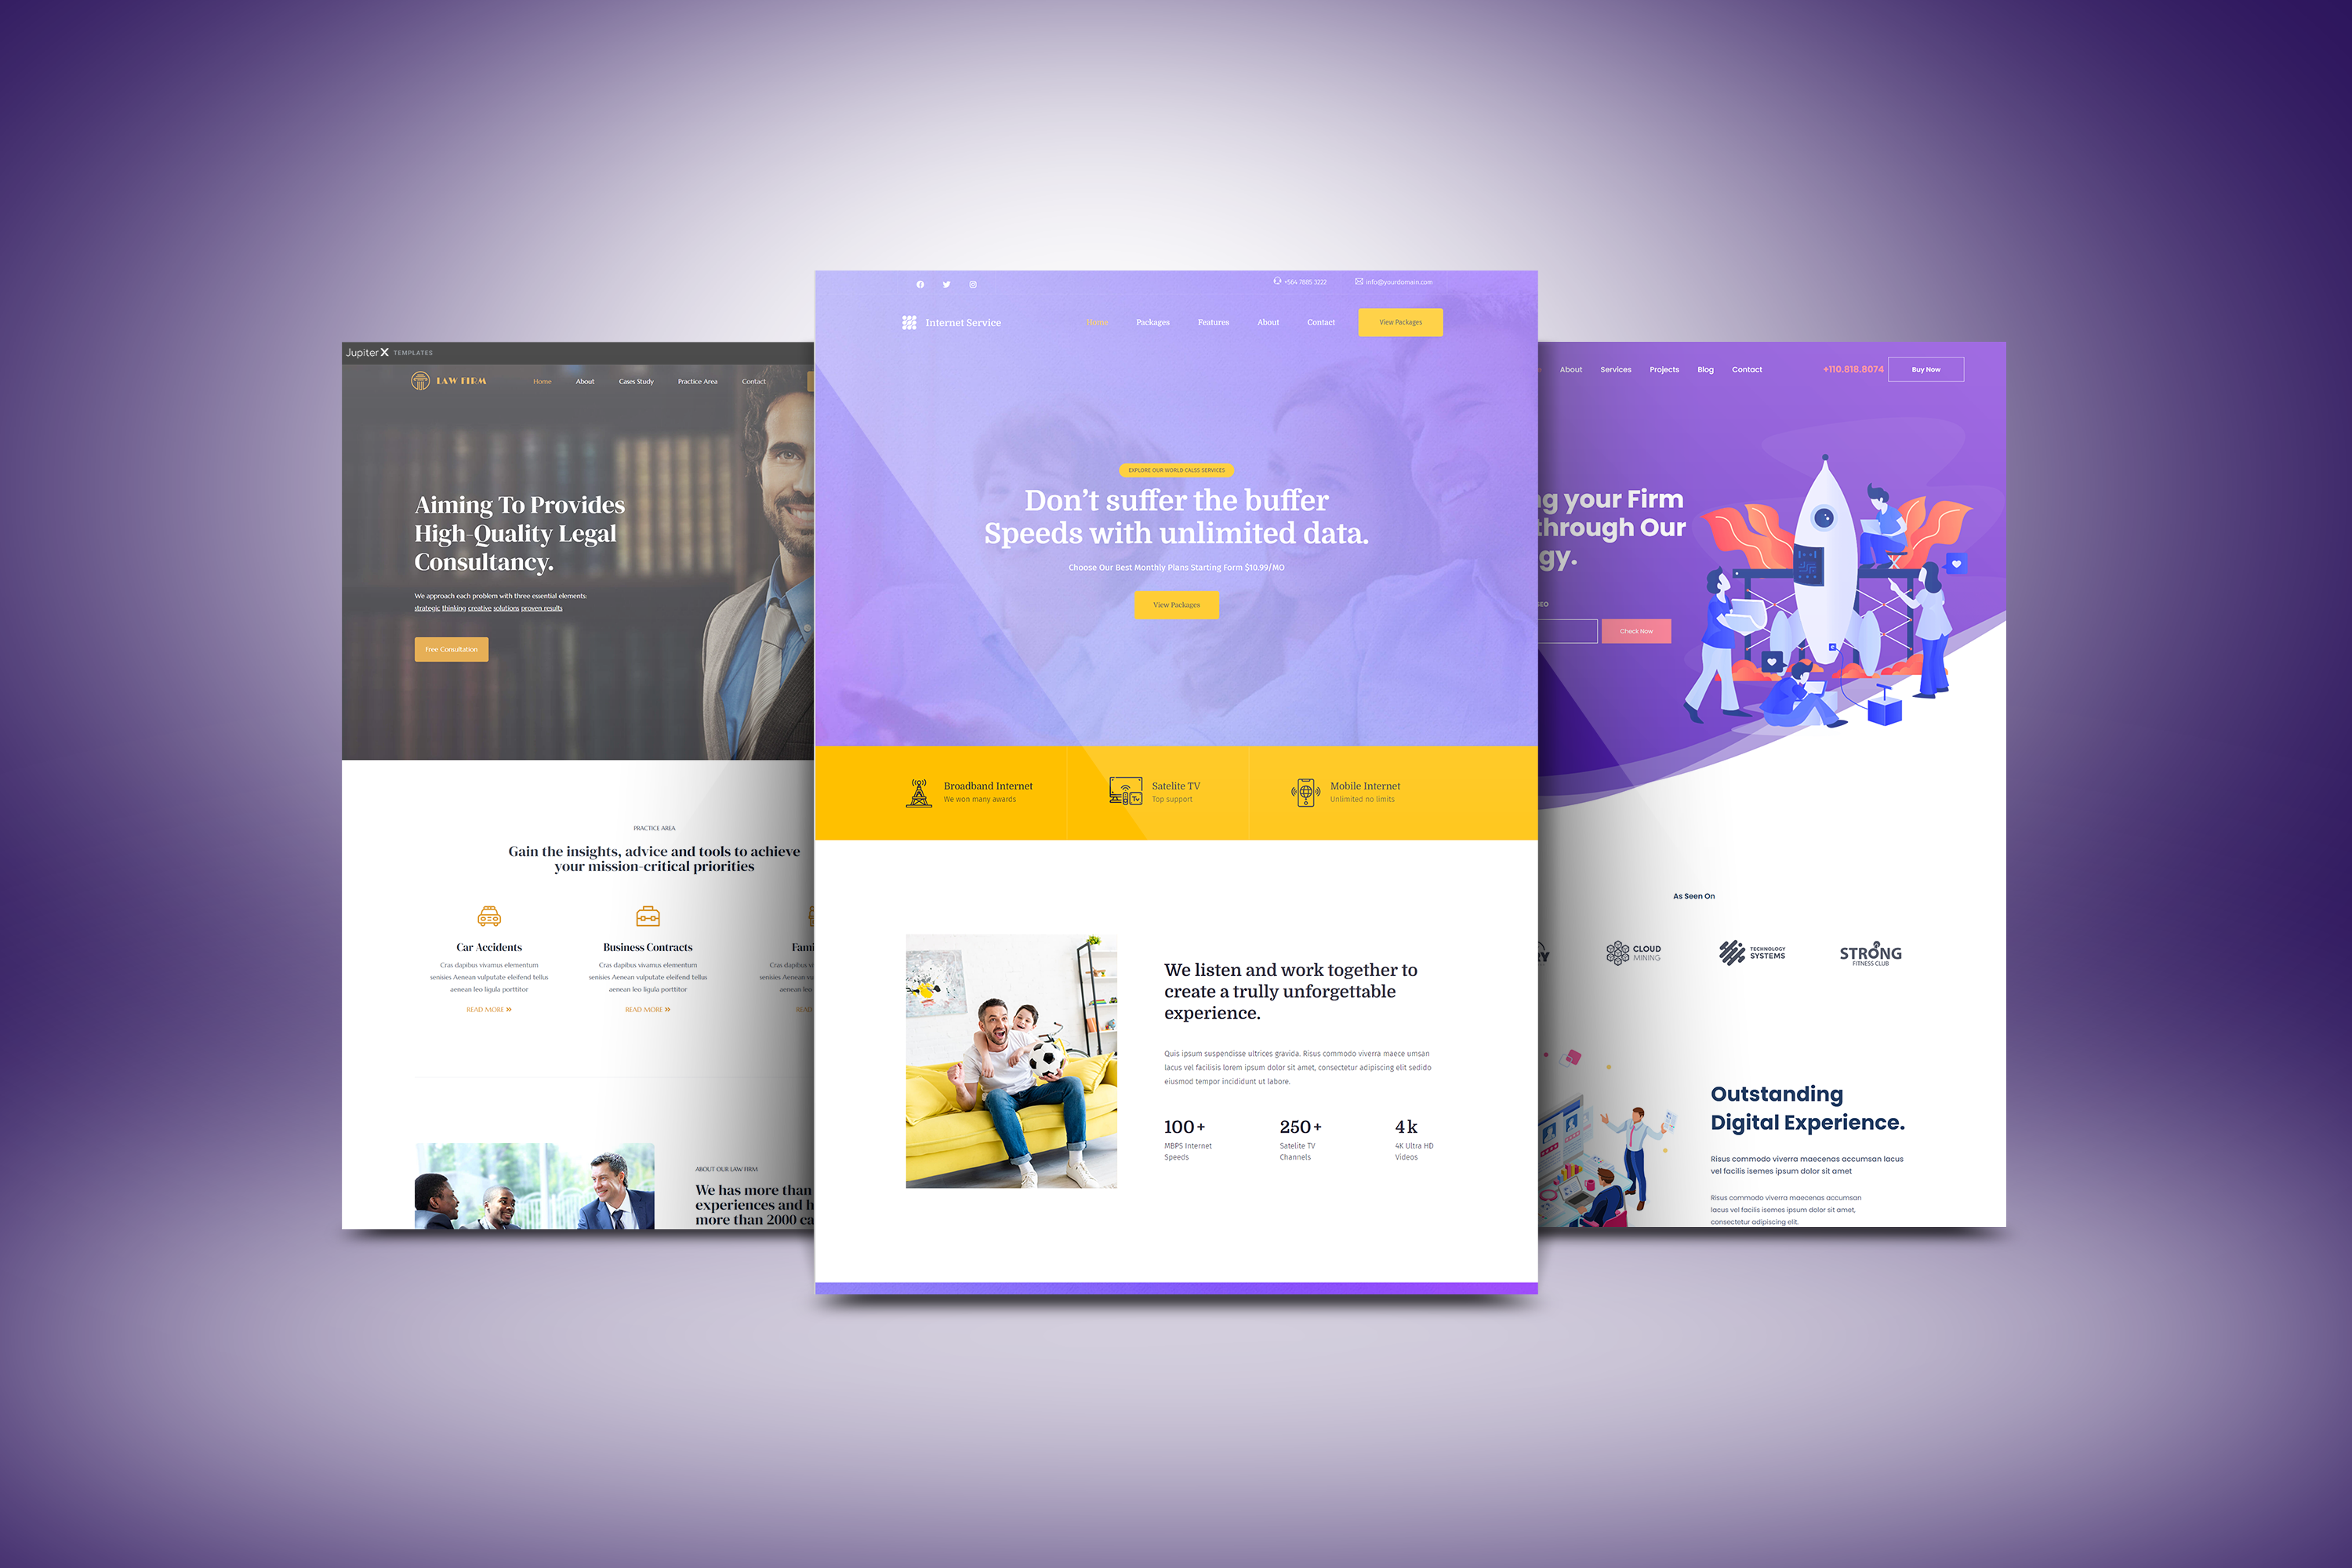 JupiterX TEMPLATES
LAW FIRM
Home About Cases Study Practice Area Contact
Aiming To Provides
High-Quality Legal
Consultancy.
We approach each problem with three essential elements:
strategic thinking creative solutions proven results
Free Consultation
PRACTICE AREA
Gain the insights, advice and tools to achieve
your mission-critical priorities
Car Accidents
Cras dapibus vivamus elementum
senisies Aenean vulputate eleifend tellus
aenean leo ligula porttitor
READ MORE »
Business Contracts
Cras dapibus vivamus elementum
senisies Aenean vulputate eleifend tellus
aenean leo ligula porttitor
READ MORE »
Fami
Cras dapibus v
senisies Aenean vu
aenean leo
READ
ABOUT OUR LAW FIRM
We has more than
experiences and h
more than 2000 ca
+564 7885 3222 info@yourdomain.com
Internet Service
Home Packages Features About Contact View Packages
EXPLORE OUR WORLD CALSS SERVICES
Don't suffer the buffer
Speeds with unlimited data.
Choose Our Best Monthly Plans Starting Form $10.99/MO
View Packages
Broadband Internet
We won many awards
Satelite TV
Top support
Mobile Internet
Unlimited no limits
We listen and work together to
create a trully unforgettable
experience.
Quis ipsum suspendisse ultrices gravida. Risus commodo viverra maece umsan
lacus vel facilisis lorem ipsum dolor sit amet, consectetur adipiscing elit sedido
eiusmod tempor incididunt ut labore.
100+
MBPS Internet
Speeds
250+
Satelite TV
Channels
4k
4K Ultra HD
Videos
About Services Projects Blog Contact +110.818.8074 Buy Now
g your Firm
through Our
gy.
SEO
Check Now
As Seen On
RY
CLOUD
MINING
TECHNOLOGY
SYSTEMS
STRONG
FITNESS CLUB
Outstanding
Digital Experience.
Risus commodo viverra maecenas accumsan lacus
vel facilis isemes ipsum dolor sit amet
Risus commodo viverra maecenas accumsan
lacus vel facilis isemes ipsum dolor sit amet,
consectetur adipiscing elit.